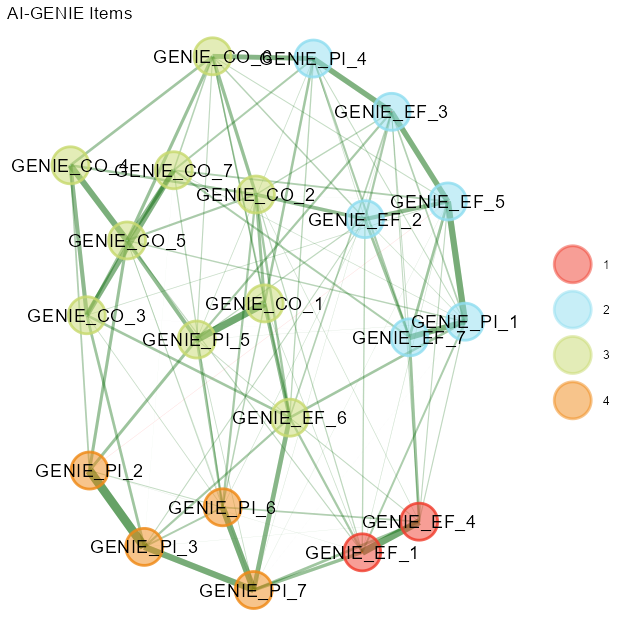 AI-GENIE Items
GENIE_CO_6
GENIE_PI_4
GENIE_EF_3
GENIE_CO_4
GENIE_CO_7
GENIE_CO_2
GENIE_EF_5
GENIE_EF_2
GENIE_CO_5
GENIE_CO_1
GENIE_CO_3
GENIE_PI_1
GENIE_PI_5
GENIE_EF_7
GENIE_EF_6
GENIE_PI_2
GENIE_PI_6
GENIE_EF_4
GENIE_PI_3
GENIE_EF_1
GENIE_PI_7
1
2
3
4